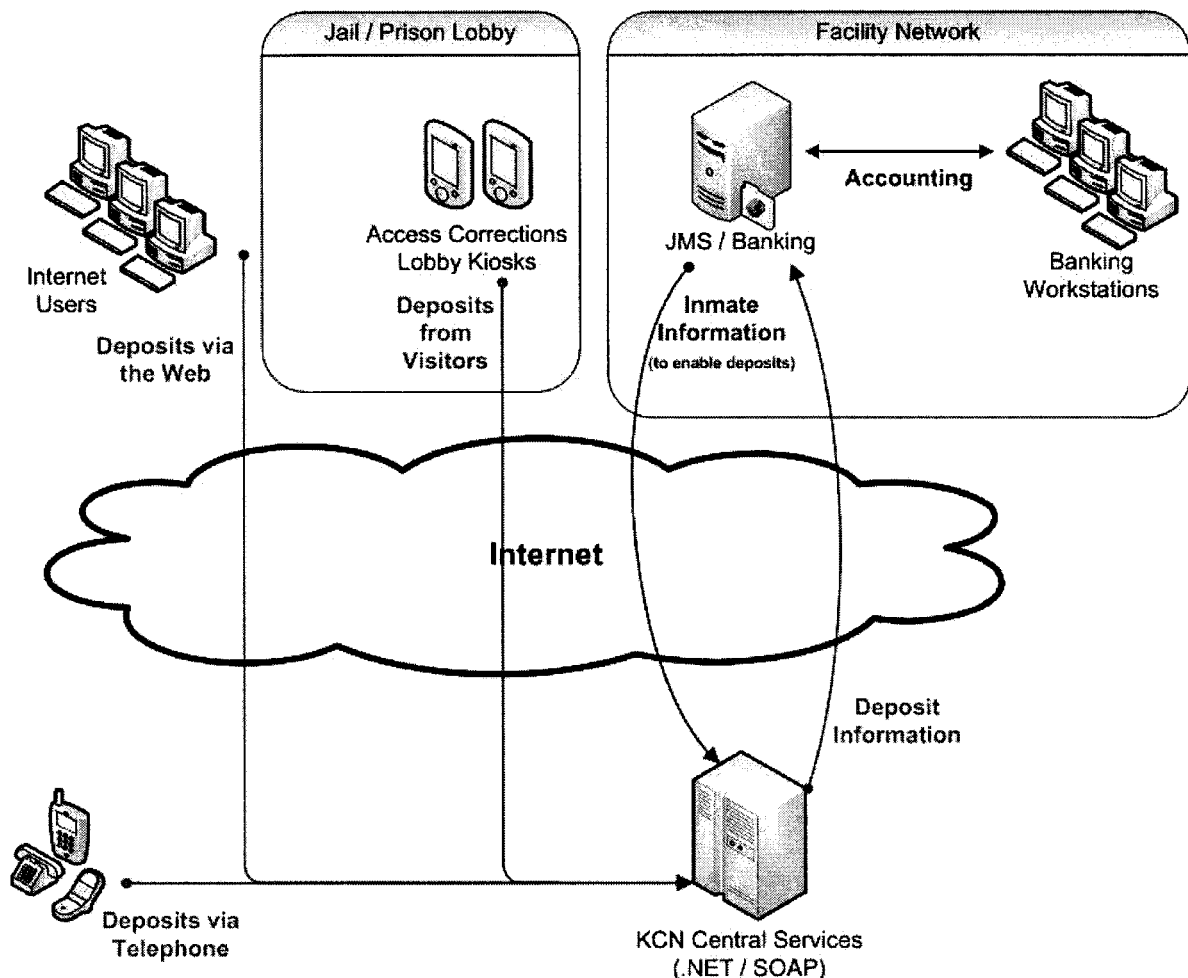 Jail / Prison Lobby
Facility Network
Internet
Users
Access Corrections
Lobby Kiosks
JMS / Banking
Accounting
Banking
Workstations
Deposits via
the Web
Deposits
from
Visitors
Inmate
Information
(to enable deposits)
Internet
Deposit
Information
Deposits via
Telephone
KCN Central Services
(.NET / SOAP)